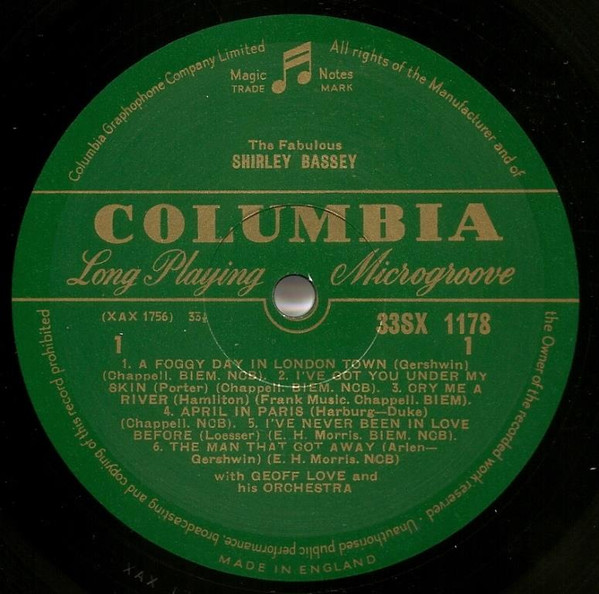 Columbia Graphophone Company Limited
All rights of the Manufacturer and of
the Owner of the recorded work reserved · Unauthorised public performance, broadcasting and copying of this record prohibited
Magic Notes
TRADE MARK
The Fabulous
SHIRLEY BASSEY
COLUMBIA
Long Playing Microgroove
(XAX 1756) 33⅓ 33SX 1178
1 1
1. A FOGGY DAY IN LONDON TOWN (Gershwin)
(Chappell. BIEM. NCB). 2. I'VE GOT YOU UNDER MY
SKIN (Porter) (Chappell. BIEM. NCB). 3. CRY ME A
RIVER (Hamilton) (Frank Music. Chappell. BIEM).
4. APRIL IN PARIS (Harburg—Duke)
(Chappell. NCB). 5. I'VE NEVER BEEN IN LOVE
BEFORE (Loesser) (E. H. Morris. BIEM. NCB).
6. THE MAN THAT GOT AWAY (Arlen—
Gershwin) (E. H. Morris. NCB)
with GEOFF LOVE and
his ORCHESTRA
MADE IN ENGLAND
XAX